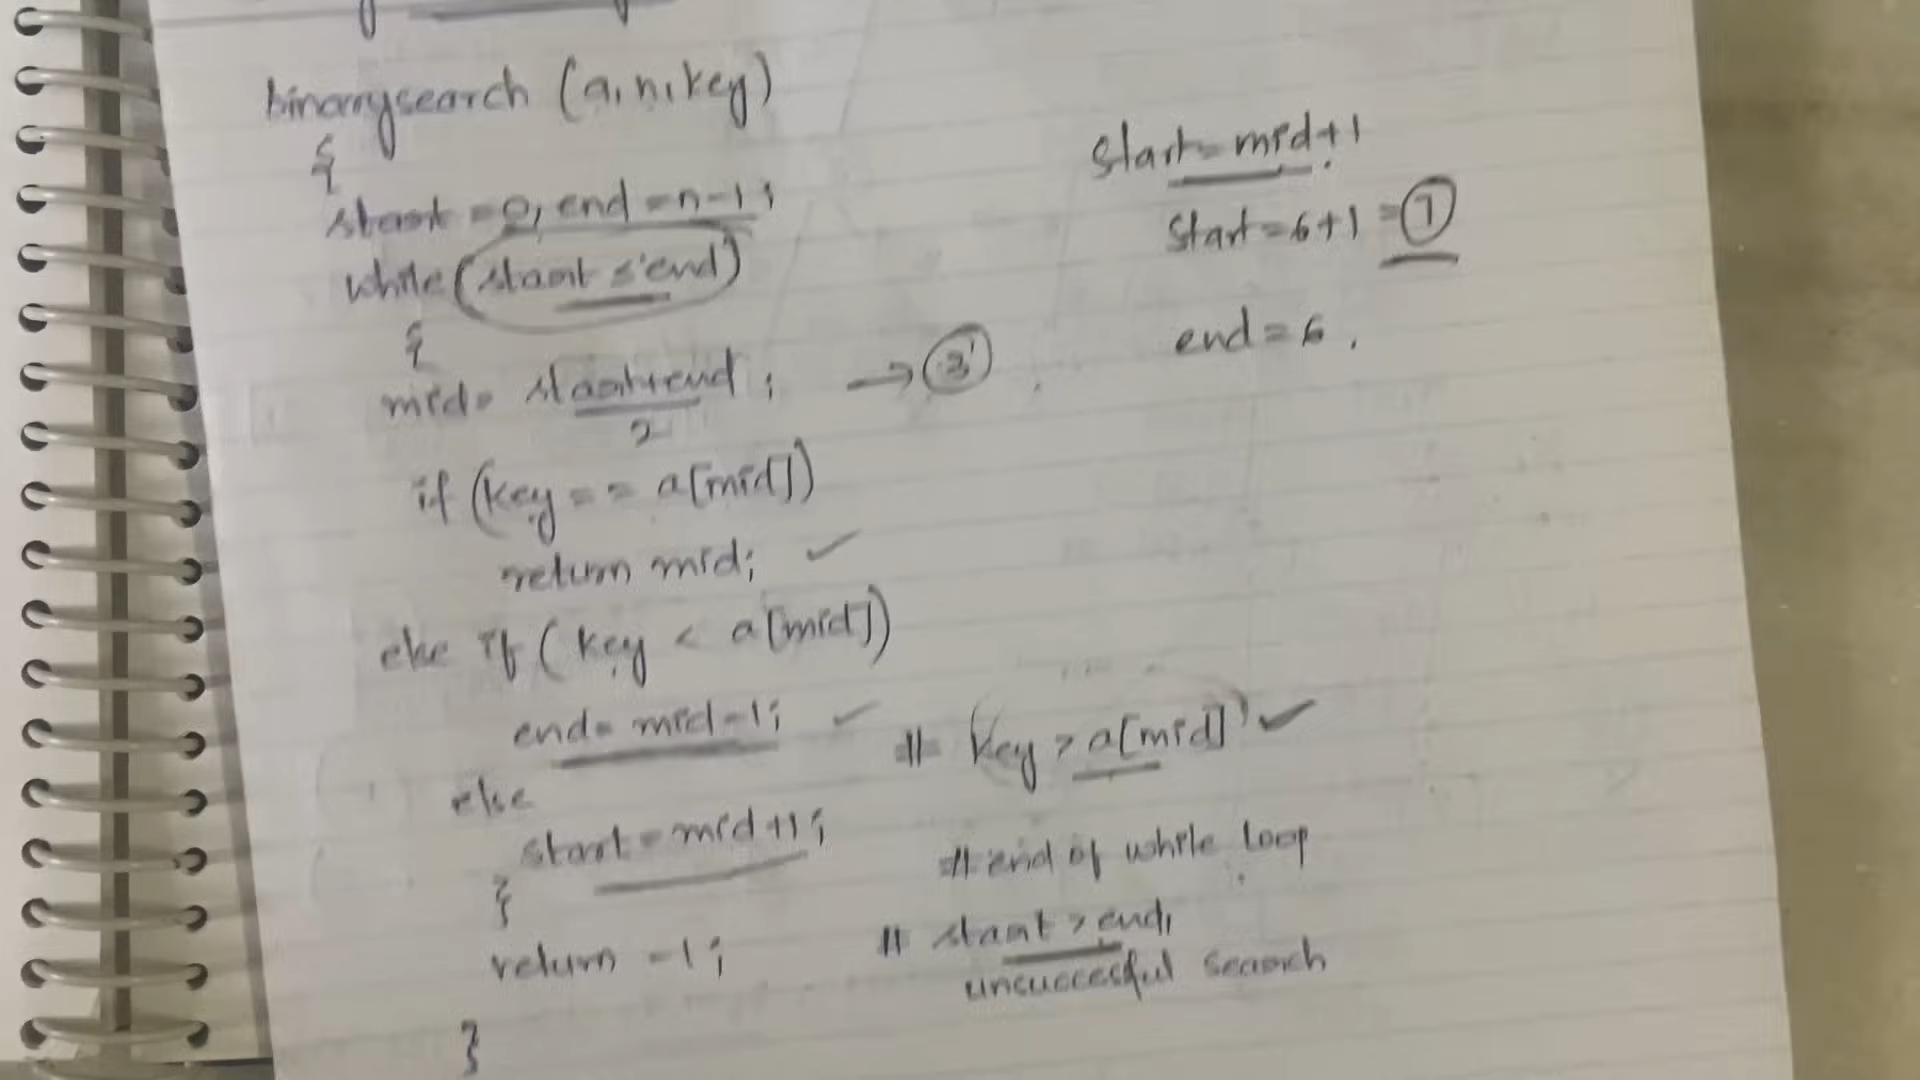 binarysearch (a, n, key)
{
start = 0, end = n-1;
while (start ≤ end)
{
mid = start+end ; → 3
2
if (key == a[mid])
return mid; ✓
else if (key < a[mid])
end = mid-1; ✓
else // key > a[mid] ✓
start = mid+1;
} // end of while loop
return -1; // start > end,
unsuccesful search
}
start = mid+1
start = 6+1 = 7
end = 6.